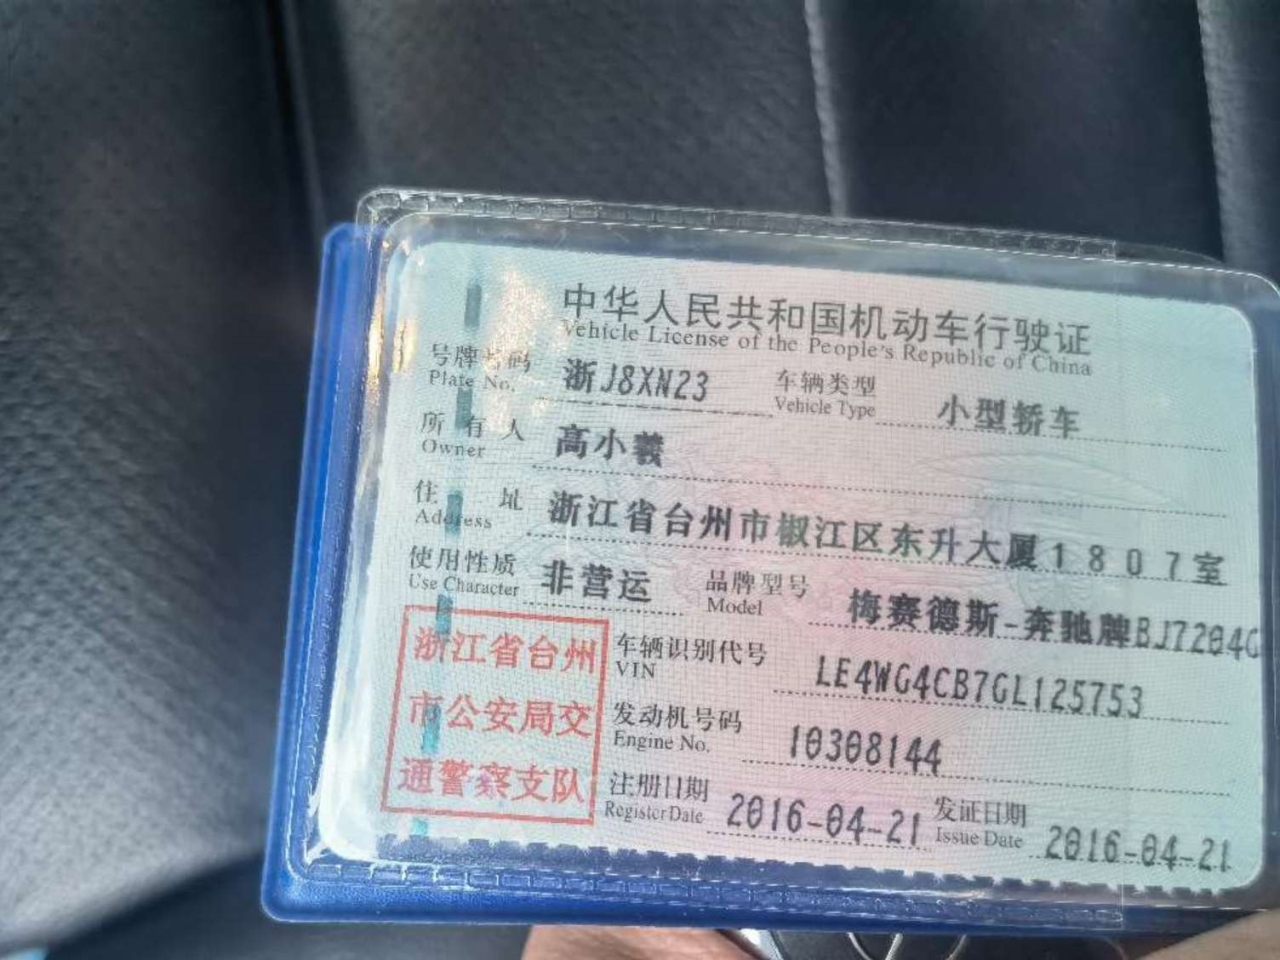 中华人民共和国机动车行驶证
Vehicle License of the People's Republic of China
号牌号码 浙J8XN23 车辆类型 小型轿车
Plate No. Vehicle Type
所有人 高小羲
Owner
住址 浙江省台州市椒江区东升大厦1807室
Address
使用性质 非营运 品牌型号 梅赛德斯-奔驰牌BJ7204G
Use Character Model
浙江省台州
市公安局交
通警察支队
车辆识别代号 LE4WG4CB7GL125753
VIN
发动机号码 10308144
Engine No.
注册日期 2016-04-21 发证日期 2016-04-21
Register Date Issue Date